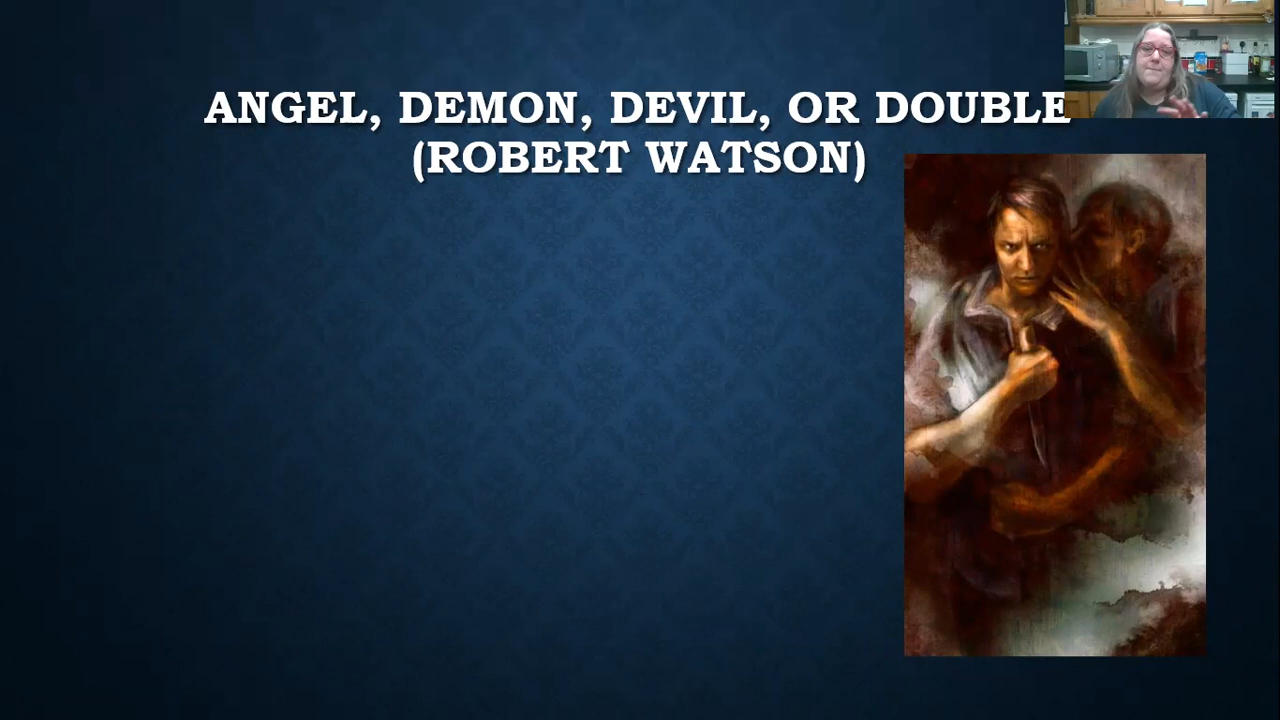 ANGEL, DEMON, DEVIL, OR DOUBLE
(ROBERT WATSON)